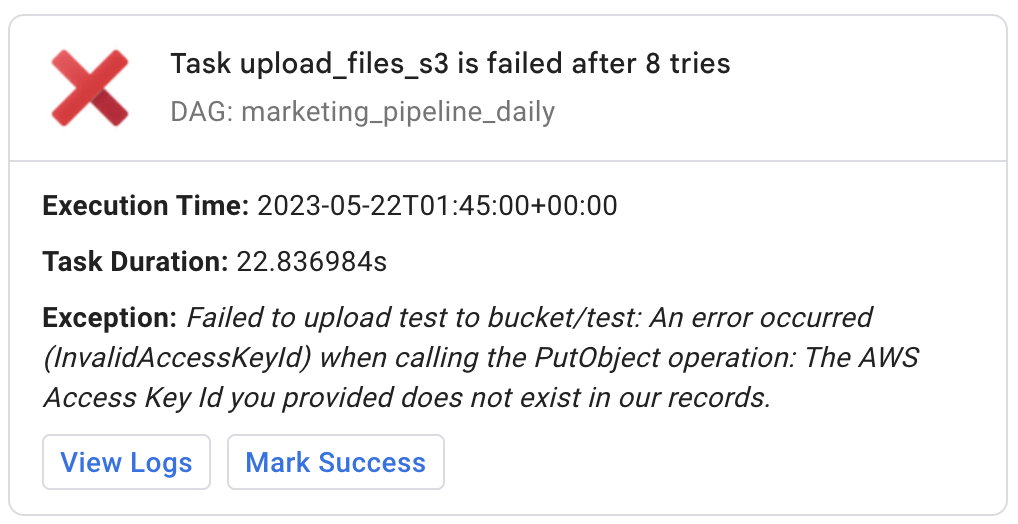 Task upload_files_s3 is failed after 8 tries
DAG: marketing_pipeline_daily
Execution Time: 2023-05-22T01:45:00+00:00
Task Duration: 22.836984s
Exception: Failed to upload test to bucket/test: An error occurred
(InvalidAccessKeyId) when calling the PutObject operation: The AWS
Access Key Id you provided does not exist in our records.
View Logs
Mark Success